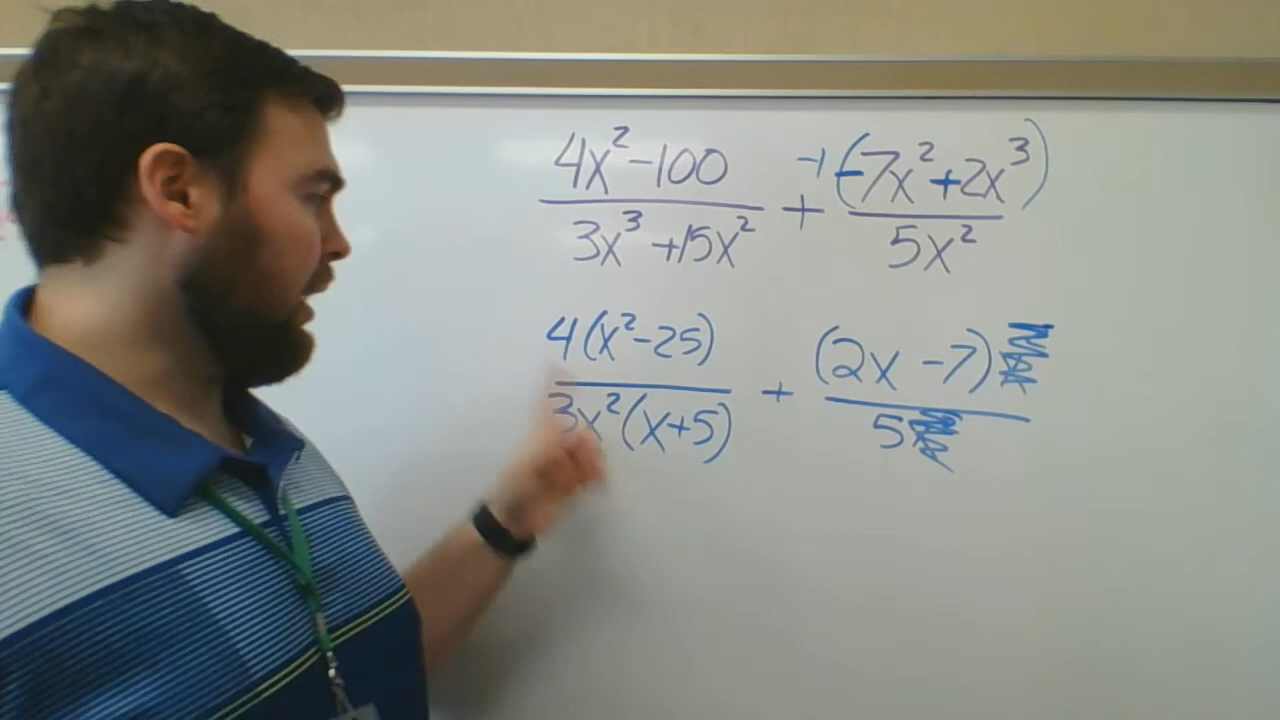 4x²-100 + -1(-7x²+2x³)
3x³+15x² 5x²
4(x²-25) + (2x-7)
3x²(x+5) 5